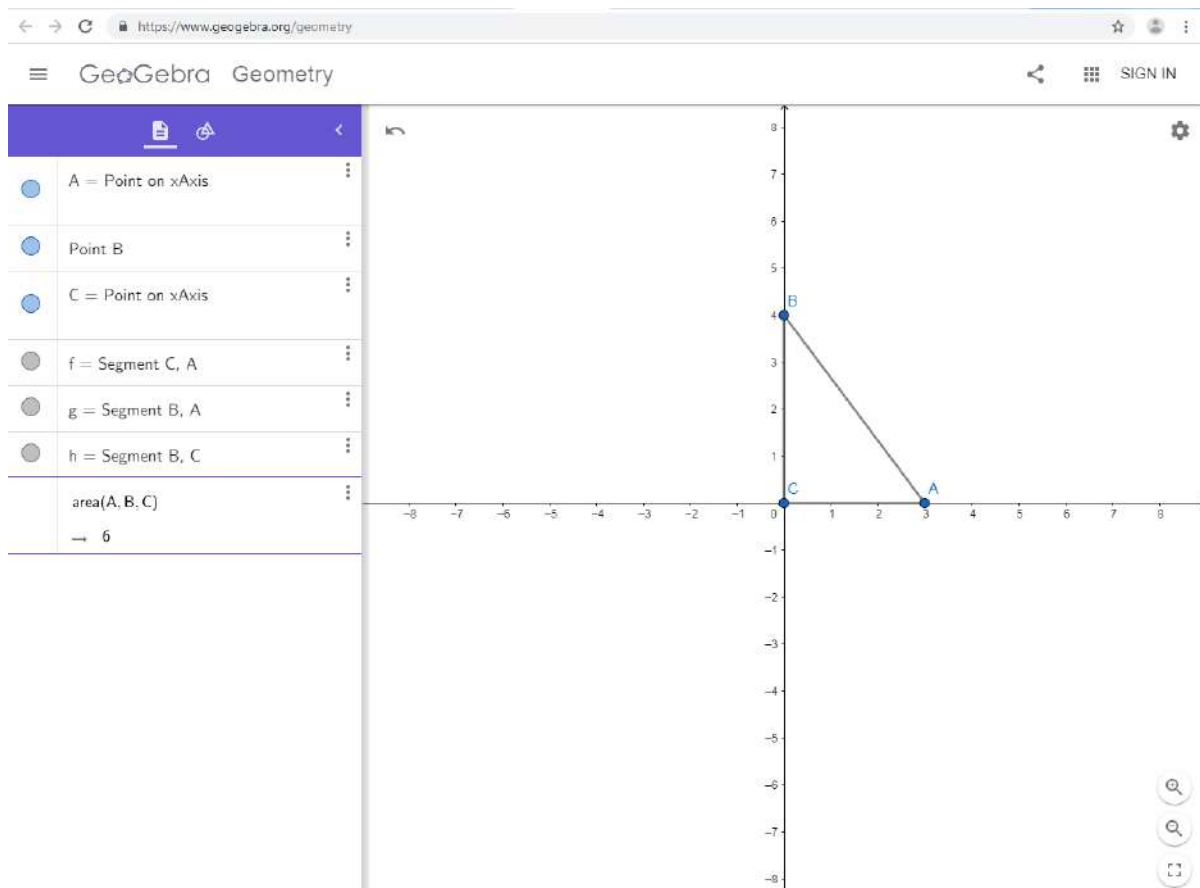 https://www.geogebra.org/geometry
GeoGebra Geometry
SIGN IN
A = Point on xAxis
Point B
C = Point on xAxis
f = Segment C, A
g = Segment B, A
h = Segment B, C
area(A, B, C)
→ 6
8
7
6
5
B
4
3
2
1
C
A
−8 −7 −6 −5 −4 −3 −2 −1 0 1 2 3 4 5 6 7 8
−1
−2
−3
−4
−5
−6
−7
−8